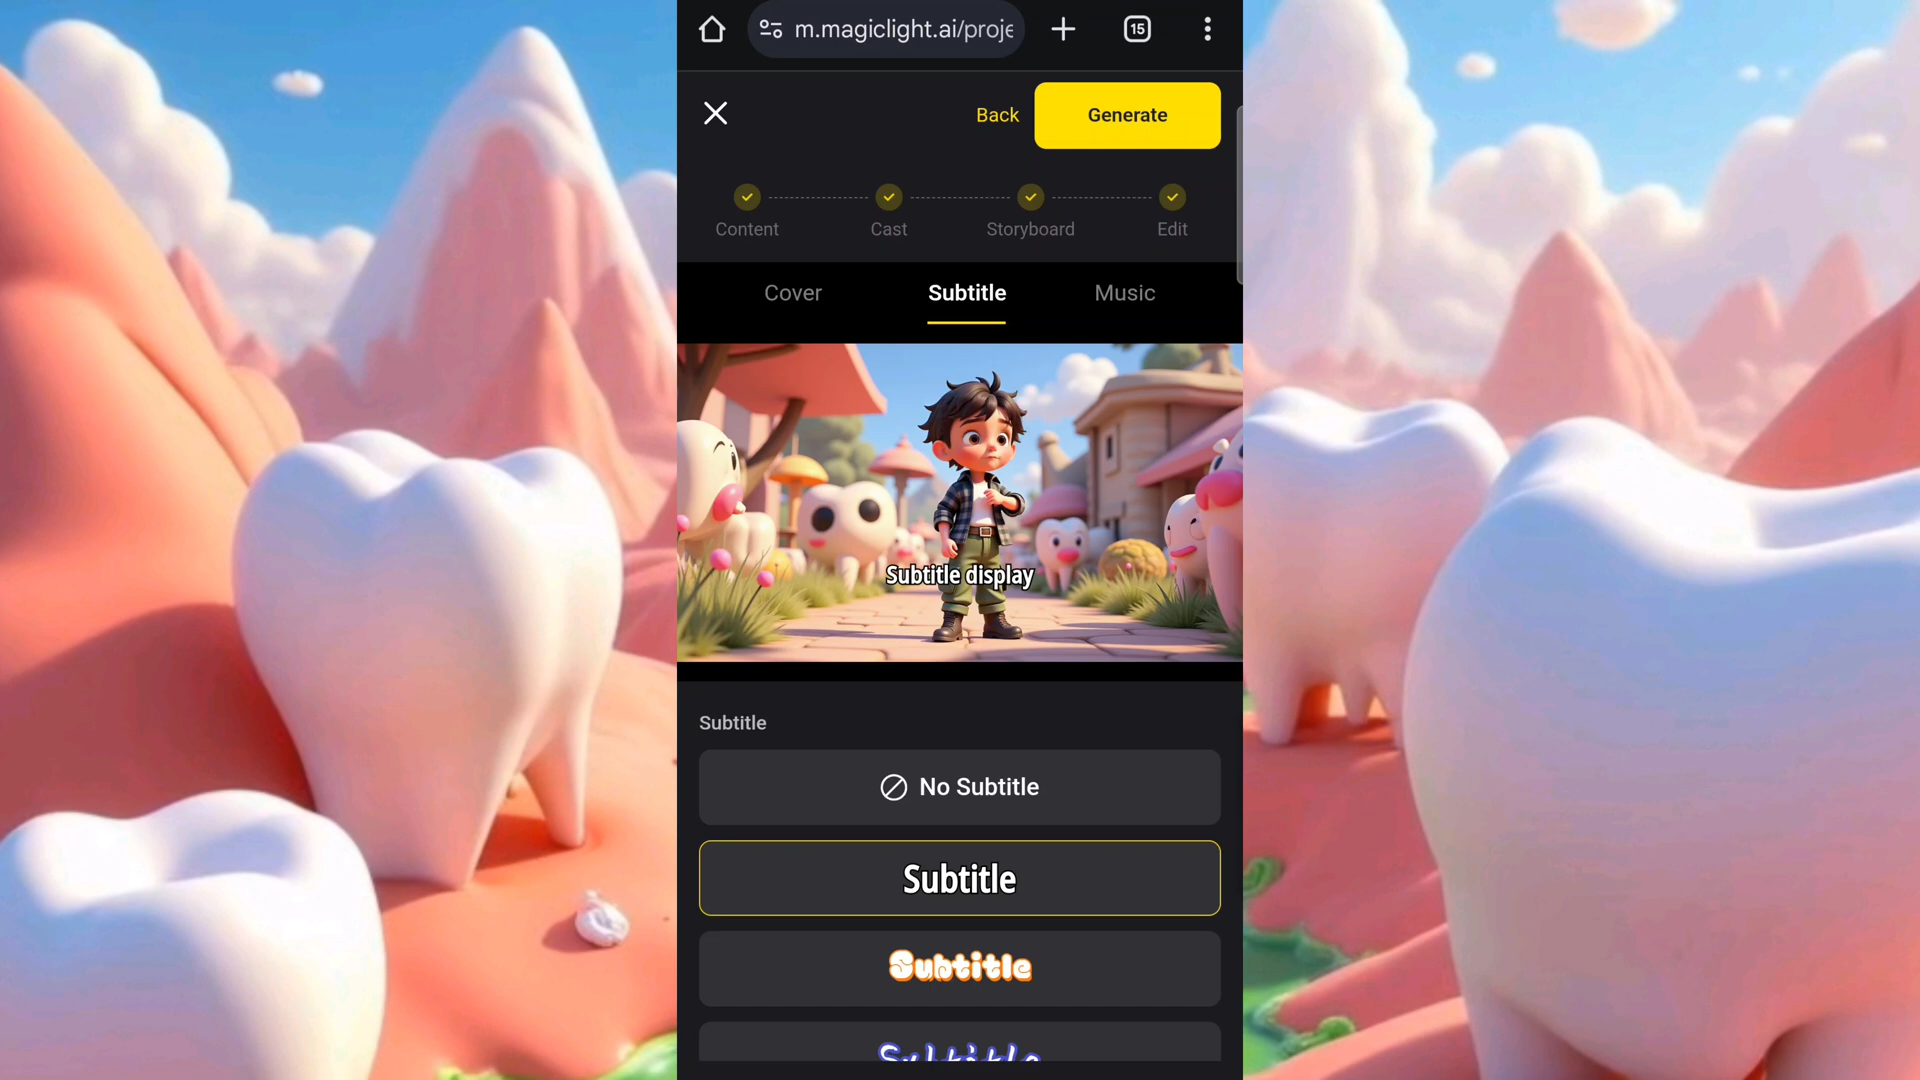 m.magiclight.ai/proje
15
Back
Generate
Content
Cast
Storyboard
Edit
Cover
Subtitle
Music
Subtitle display
Subtitle
No Subtitle
Subtitle
Subtitle
Subtitle